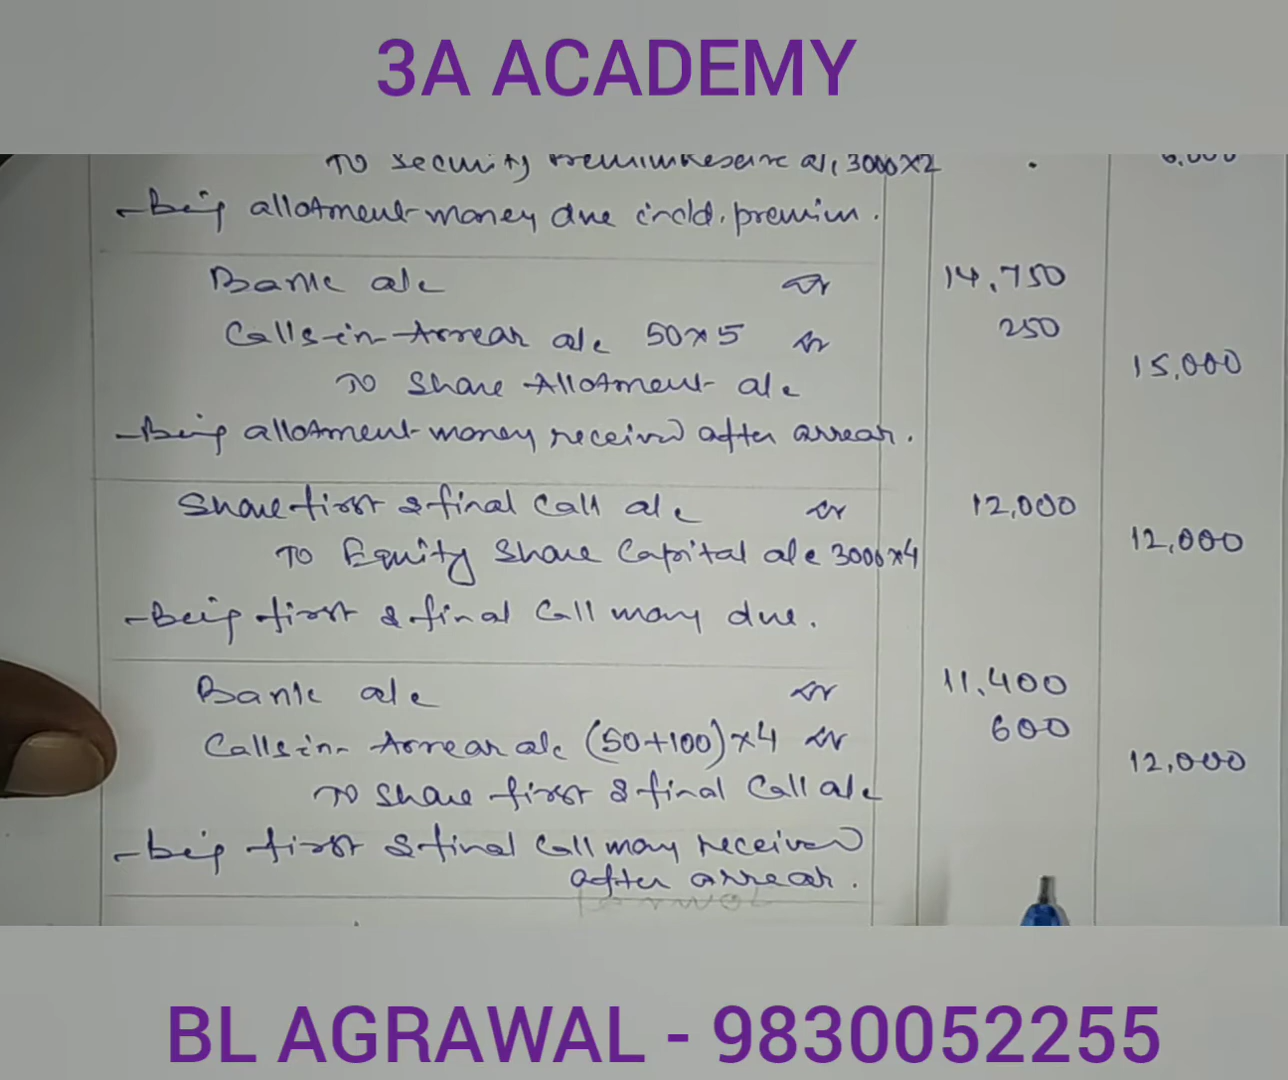 3A ACADEMY
To Security Premium Reserve a/c 3000×2 6,000
- Being allotment money due incld. premium.
Bank a/c Dr 14,750
Calls-in-Arrear a/c 50×5 Dr 250
To Share Allotment a/c 15,000
- Being allotment money received after arrear.
Share first & final Call a/c Dr 12,000
To Equity Share Capital a/c 3000×4 12,000
- Being first & final Call money due.
Bank a/c Dr 11,400
Calls-in-Arrear a/c (50+100)×4 Dr 600
To Share first & final Call a/c 12,000
- being first & final Call money received
after arrear.
BL AGRAWAL - 9830052255